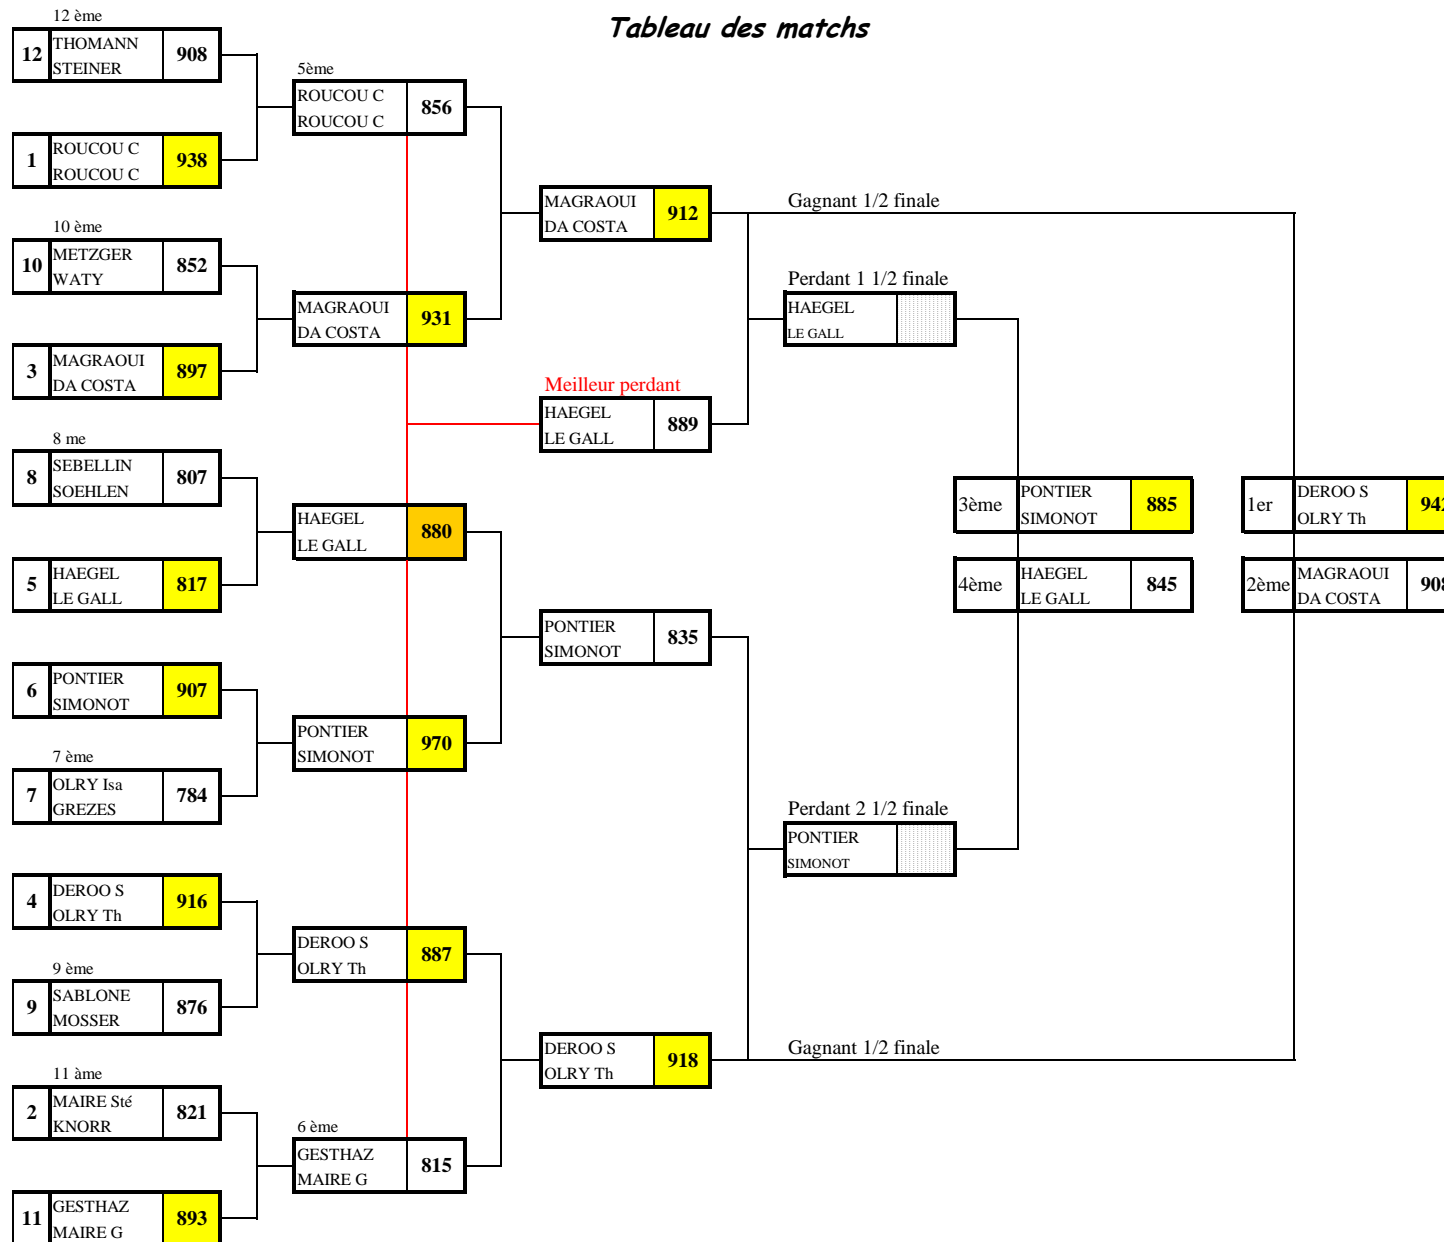 Tableau des matchs
12 ème
12 THOMANN 908
STEINER
1 ROUCOU C 938
ROUCOU C
10 ème
10 METZGER 852
WATY
3 MAGRAOUI 897
DA COSTA
8 me
8 SEBELLIN 807
SOEHLEN
5 HAEGEL 817
LE GALL
6 PONTIER 907
SIMONOT
7 ème
7 OLRY Isa 784
GREZES
4 DEROO S 916
OLRY Th
9 ème
9 SABLONE 876
MOSSER
11 àme
2 MAIRE Sté 821
KNORR
11 GESTHAZ 893
MAIRE G
5ème
ROUCOU C 856
ROUCOU C
MAGRAOUI 931
DA COSTA
HAEGEL 880
LE GALL
PONTIER 970
SIMONOT
DEROO S 887
OLRY Th
6 ème
GESTHAZ 815
MAIRE G
MAGRAOUI 912
DA COSTA
Meilleur perdant
HAEGEL 889
LE GALL
PONTIER 835
SIMONOT
DEROO S 918
OLRY Th
Gagnant 1/2 finale
Perdant 1 1/2 finale
HAEGEL
LE GALL
Perdant 2 1/2 finale
PONTIER
SIMONOT
Gagnant 1/2 finale
3ème PONTIER 885
SIMONOT
4ème HAEGEL 845
LE GALL
1er DEROO S 942
OLRY Th
2ème MAGRAOUI 908
DA COSTA